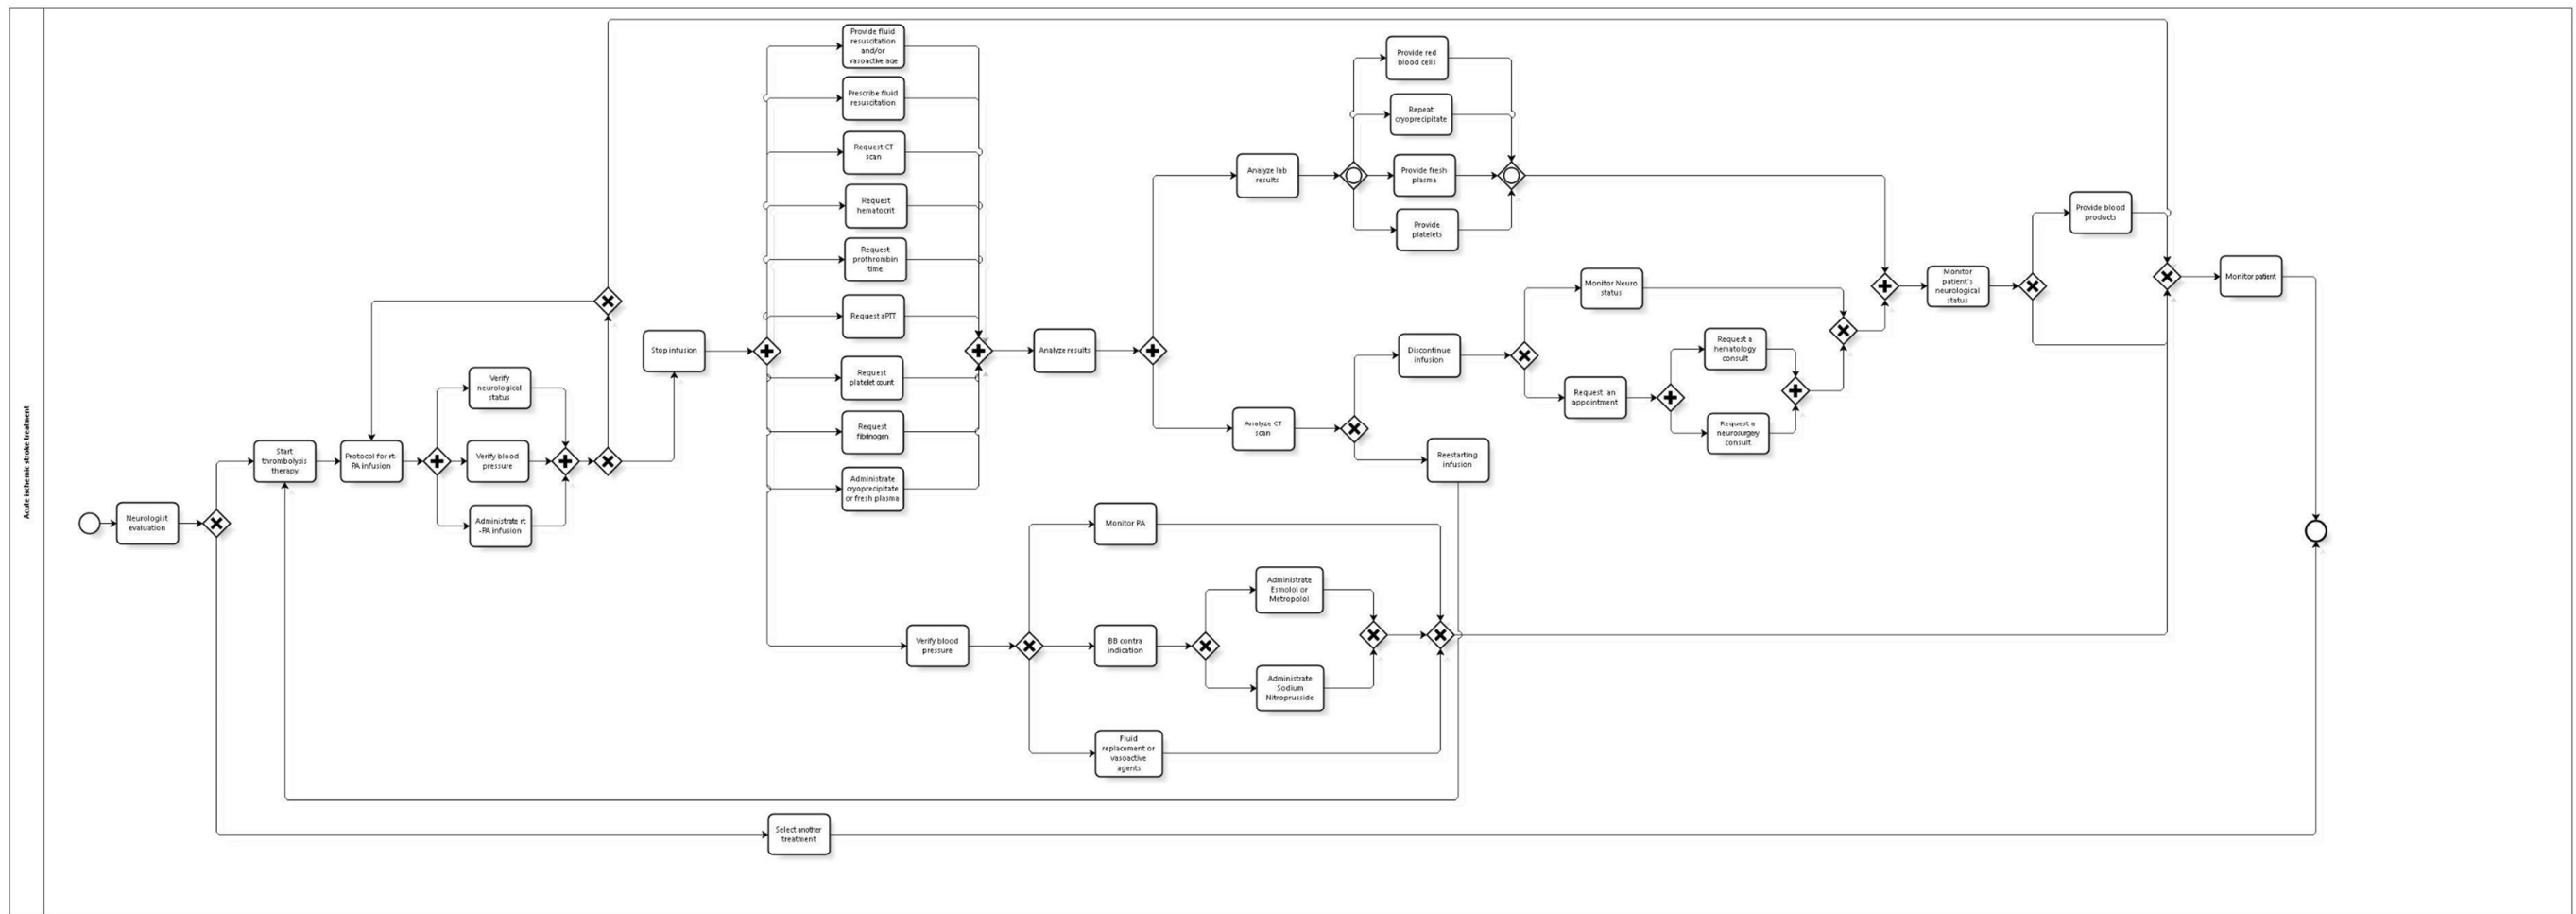 Acute ischemic stroke treatment
Neurologist
evaluation
Start
thrombolysis
therapy
Protocol for rt-
PA infusion
Verify
neurological
status
Verify blood
pressure
Administrate rt
-PA infusion
Stop infusion
Provide fluid
resuscitation
and/or
vasoactive age
Prescribe fluid
resuscitation
Request CT
scan
Request
hematocrit
Request
prothrombin
time
Request aPTT
Request
platelet count
Request
fibrinogen
Administrate
cryoprecipitate
or fresh plasma
Analyze results
Analyze lab
results
Provide red
blood cells
Repeat
cryoprecipitate
Provide fresh
plasma
Provide
platelets
Analyze CT
scan
Discontinue
infusion
Reestarting
infusion
Monitor Neuro
status
Request an
appointment
Request a
hematology
consult
Request a
neurosurgery
consult
Monitor
patient's
neurological
status
Provide blood
products
Monitor patient
Verify blood
pressure
Monitor PA
BB contra
indication
Administrate
Esmolol or
Metropolol
Administrate
Sodium
Nitroprusside
Fluid
replacement or
vasoactive
agents
Select another
treatment